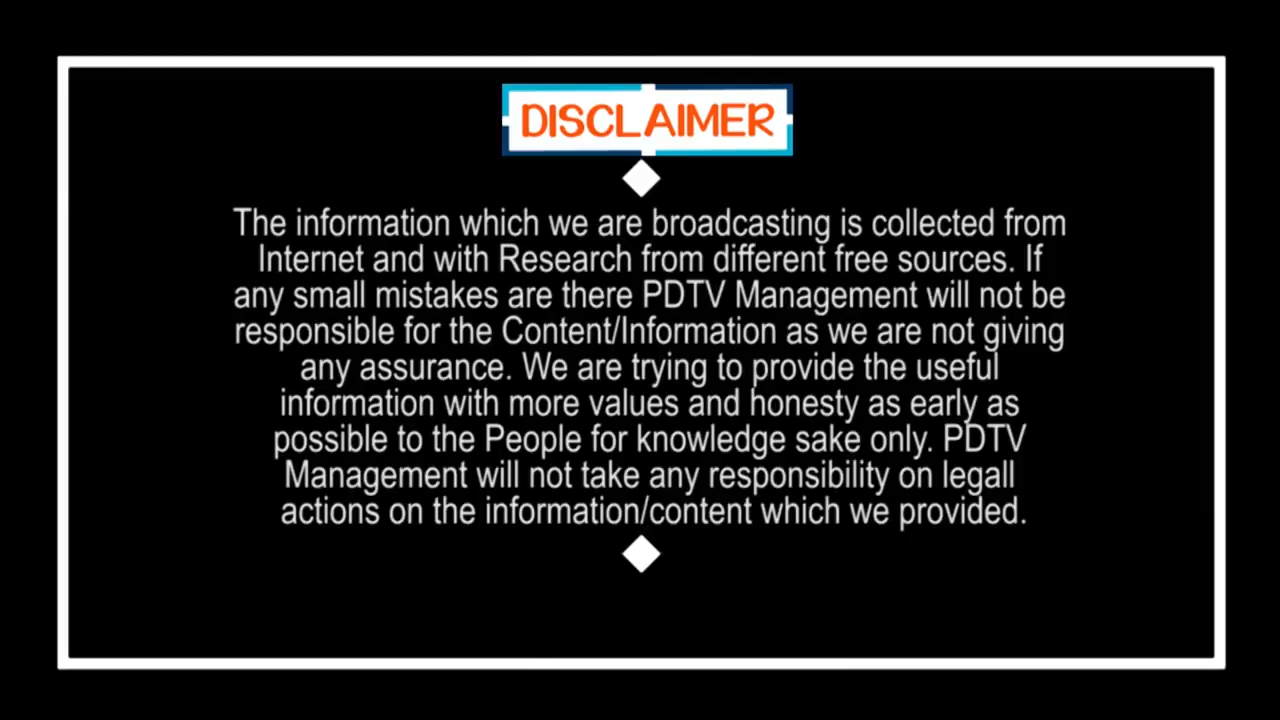 DISCLAIMER
The information which we are broadcasting is collected from
Internet and with Research from different free sources. If
any small mistakes are there PDTV Management will not be
responsible for the Content/Information as we are not giving
any assurance. We are trying to provide the useful
information with more values and honesty as early as
possible to the People for knowledge sake only. PDTV
Management will not take any responsibility on legall
actions on the information/content which we provided.